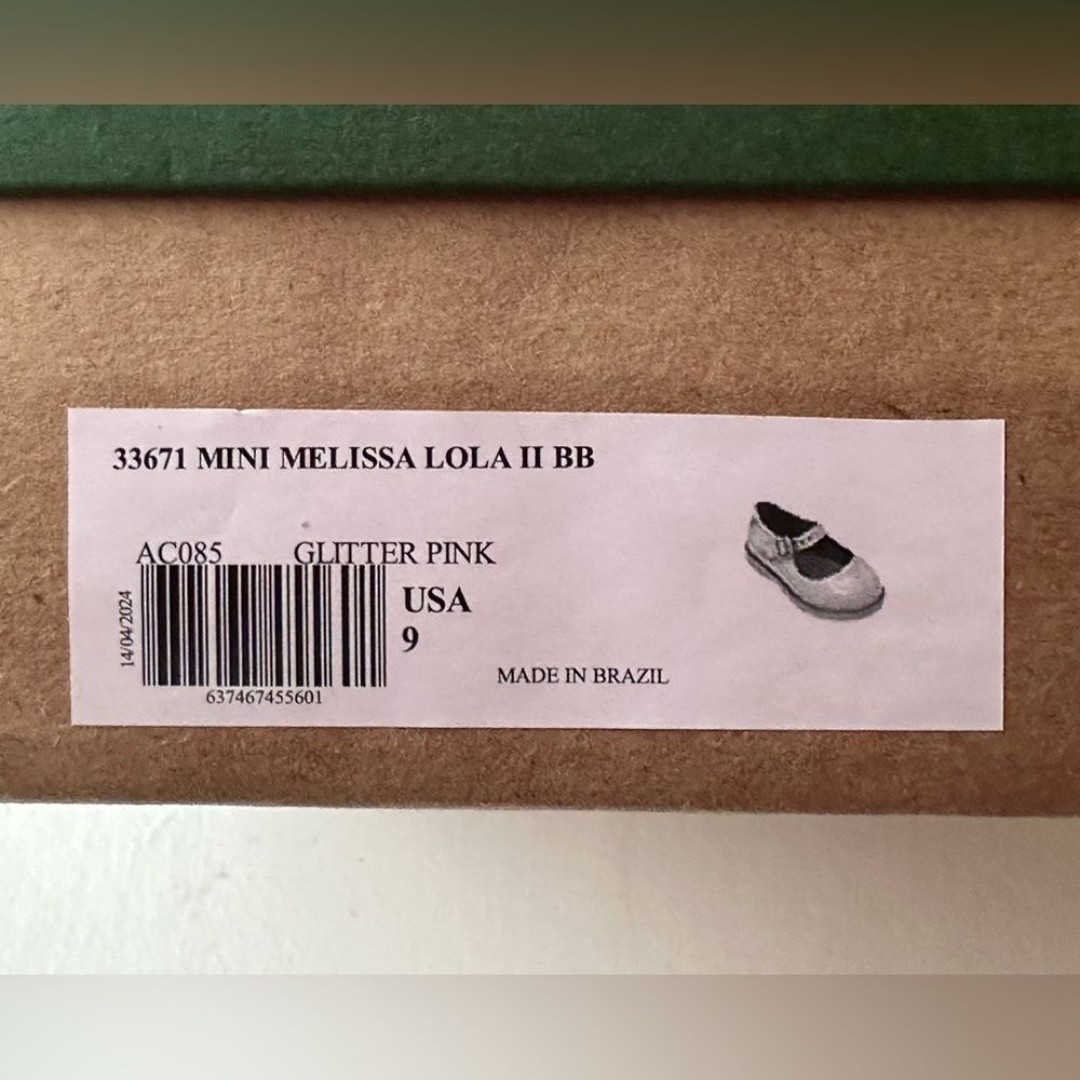 33671 MINI MELISSA LOLA II BB
AC085 GLITTER PINK
14/04/2024
USA
9
637467455601
MADE IN BRAZIL